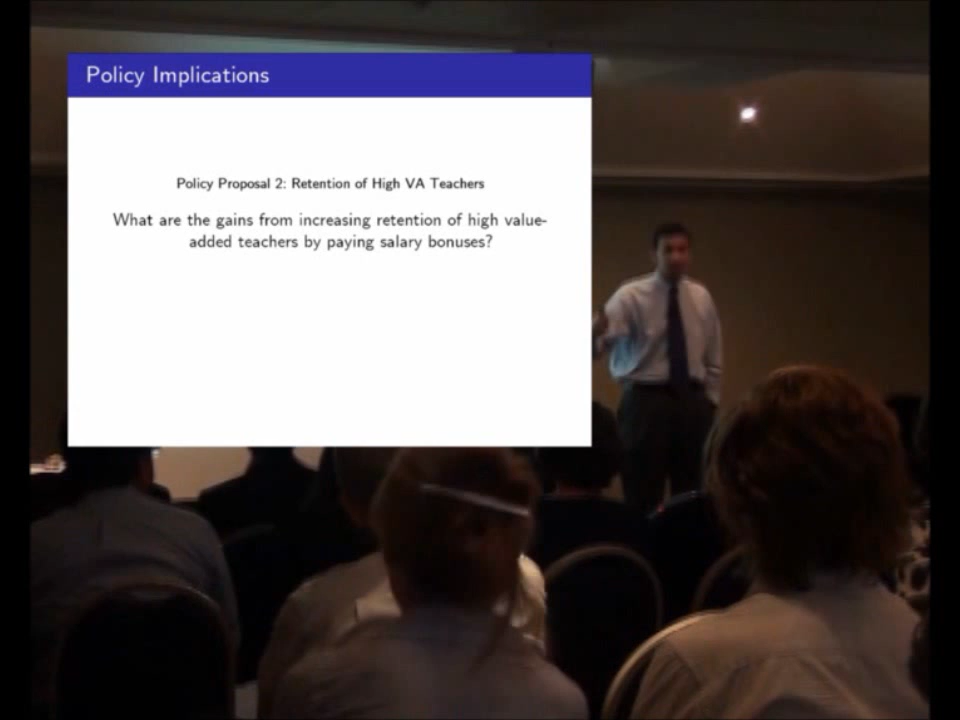 Policy Implications
Policy Proposal 2: Retention of High VA Teachers
What are the gains from increasing retention of high value-
added teachers by paying salary bonuses?